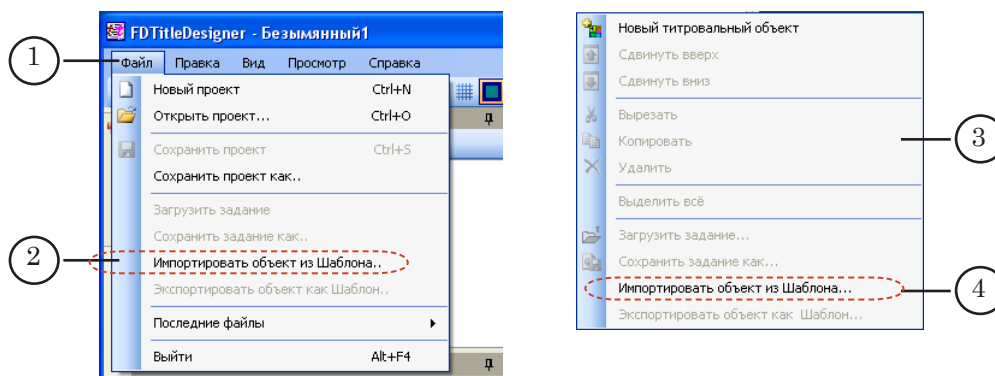 FDTitleDesigner - Безымянный1
Файл Правка Вид Просмотр Справка
Новый проект Ctrl+N
Открыть проект... Ctrl+O
Сохранить проект Ctrl+S
Сохранить проект как..
Загрузить задание
Сохранить задание как..
Импортировать объект из Шаблона..
Экспортировать объект как Шаблон..
Последние файлы
Выйти Alt+F4
1
2
Новый титровальный объект
Сдвинуть вверх
Сдвинуть вниз
Вырезать
Копировать
Удалить
Выделить всё
Загрузить задание...
Сохранить задание как...
Импортировать объект из Шаблона...
Экспортировать объект как Шаблон...
3
4